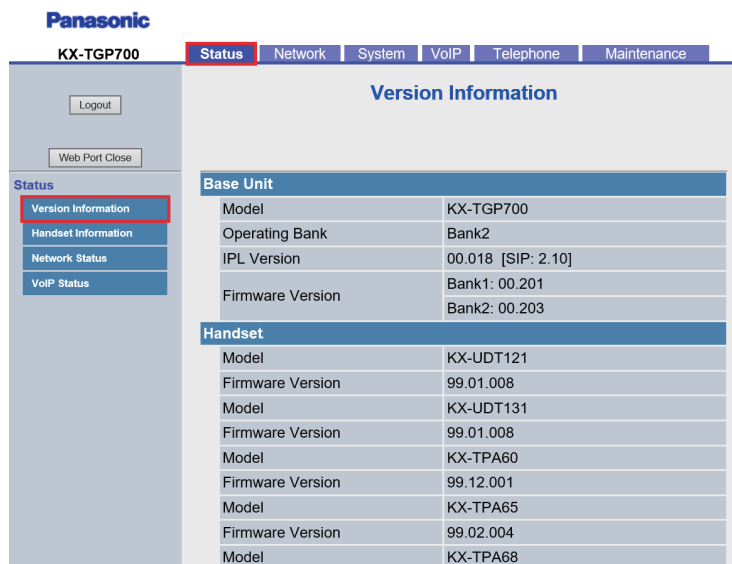 Panasonic
KX-TGP700
Status Network System VoIP Telephone Maintenance
Logout
Web Port Close
Version Information
Status
Version Information
Handset Information
Network Status
VoIP Status
Base Unit
Model KX-TGP700
Operating Bank Bank2
IPL Version 00.018 [SIP: 2.10]
Firmware Version Bank1: 00.201
Bank2: 00.203
Handset
Model KX-UDT121
Firmware Version 99.01.008
Model KX-UDT131
Firmware Version 99.01.008
Model KX-TPA60
Firmware Version 99.12.001
Model KX-TPA65
Firmware Version 99.02.004
Model KX-TPA68